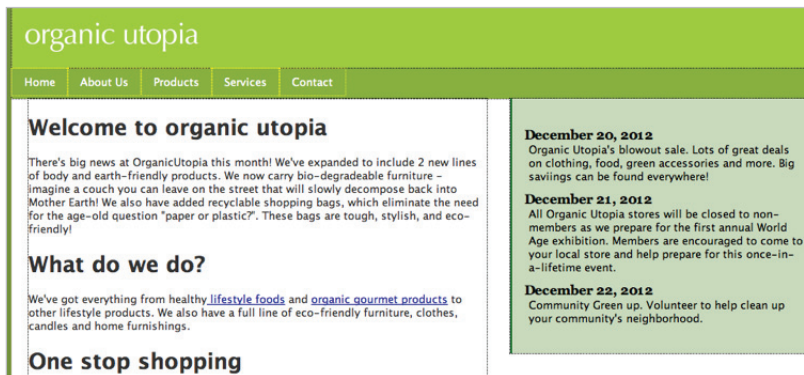 organic utopia
Home About Us Products Services Contact
Welcome to organic utopia
There's big news at OrganicUtopia this month! We've expanded to include 2 new lines
of body and earth-friendly products. We now carry bio-degradeable furniture -
imagine a couch you can leave on the street that will slowly decompose back into
Mother Earth! We also have added recyclable shopping bags, which eliminate the need
for the age-old question "paper or plastic?". These bags are tough, stylish, and eco-
friendly!
What do we do?
We've got everything from healthy lifestyle foods and organic gourmet products to
other lifestyle products. We also have a full line of eco-friendly furniture, clothes,
candles and home furnishings.
One stop shopping
December 20, 2012
Organic Utopia's blowout sale. Lots of great deals
on clothing, food, green accessories and more. Big
saviings can be found everywhere!
December 21, 2012
All Organic Utopia stores will be closed to non-
members as we prepare for the first annual World
Age exhibition. Members are encouraged to come to
your local store and help prepare for this once-in-
a-lifetime event.
December 22, 2012
Community Green up. Volunteer to help clean up
your community's neighborhood.